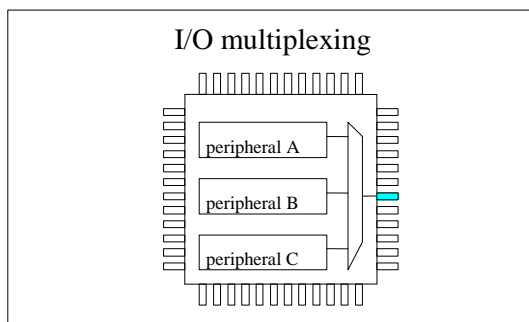 I/O multiplexing
peripheral A
peripheral B
peripheral C